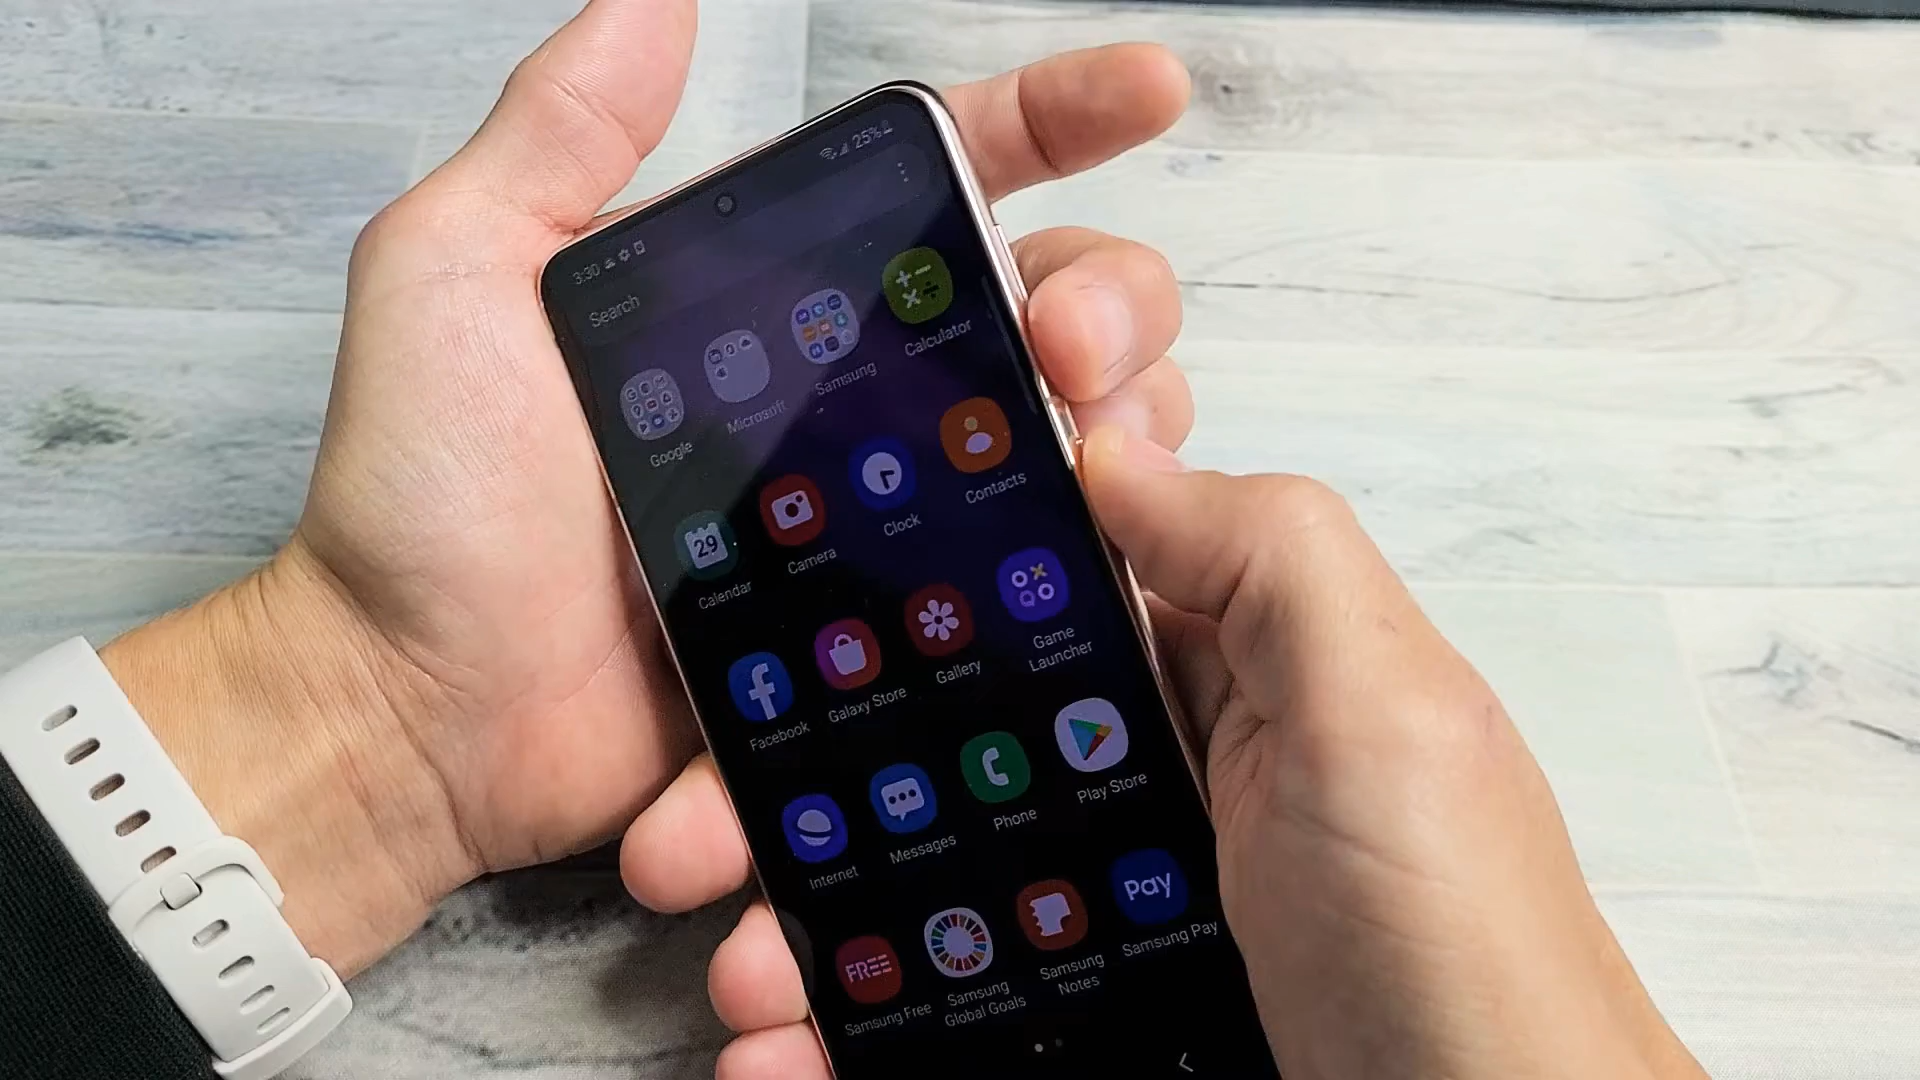 3:30
25%
Search
Google
Microsoft
Samsung
Calculator
29
Calendar
Camera
Clock
Contacts
Facebook
Galaxy Store
Gallery
Game
Launcher
Internet
Messages
Phone
Play Store
FREE
Samsung Free
Samsung
Global Goals
Samsung
Notes
Pay
Samsung Pay